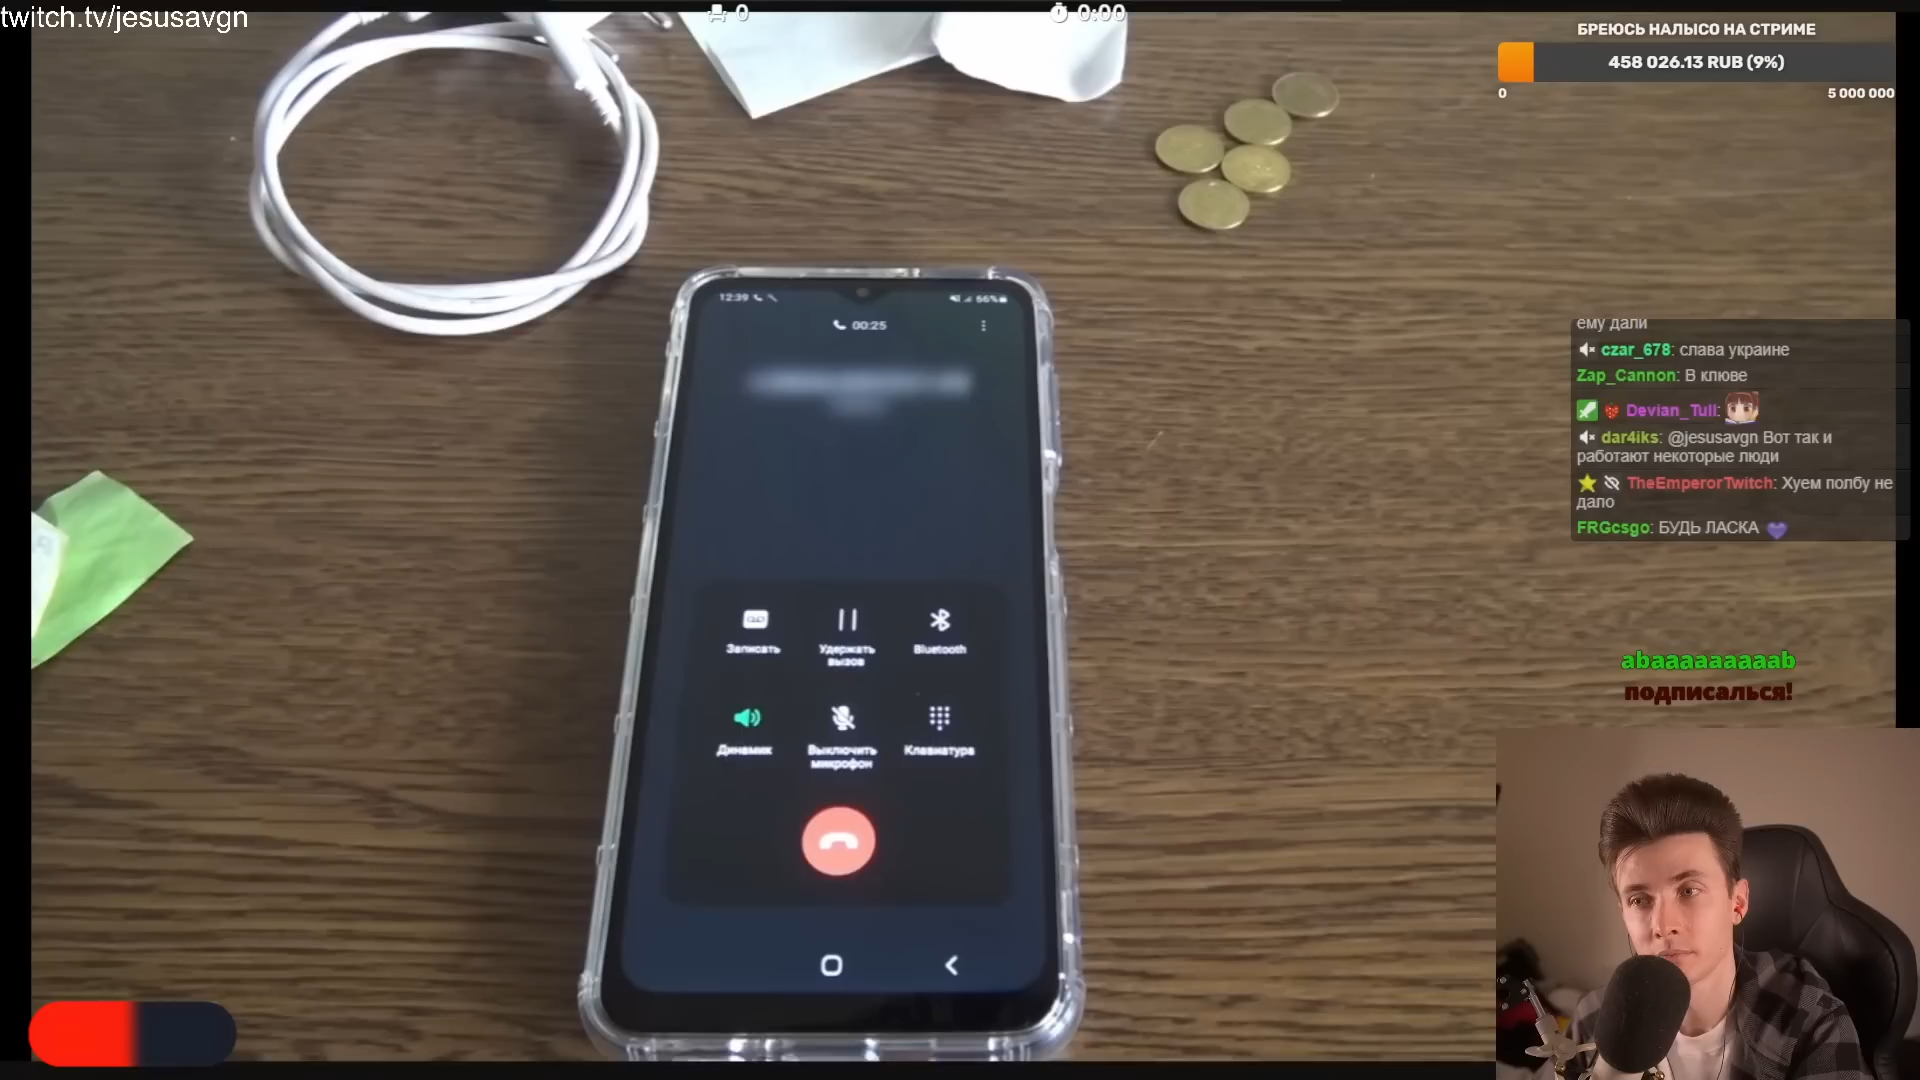 twitch.tv/jesusavgn
0
0:00
БРЕЮСЬ НАЛЫСО НА СТРИМЕ
458 026.13 RUB (9%)
0
5 000 000
12:39
56%
00:25
ему дали
czar_678: слава украине
Zap_Cannon: В клюве
Devian_Tull:
dar4iks: @jesusavgn Вот так и
работают некоторые люди
TheEmperorTwitch: Хуем полбу не
дало
FRGcsgo: БУДЬ ЛАСКА
Записать
Удержать
вызов
Bluetooth
Динамик
Выключить
микрофон
Клавиатура
abaaaaaaaaab
подписалься!